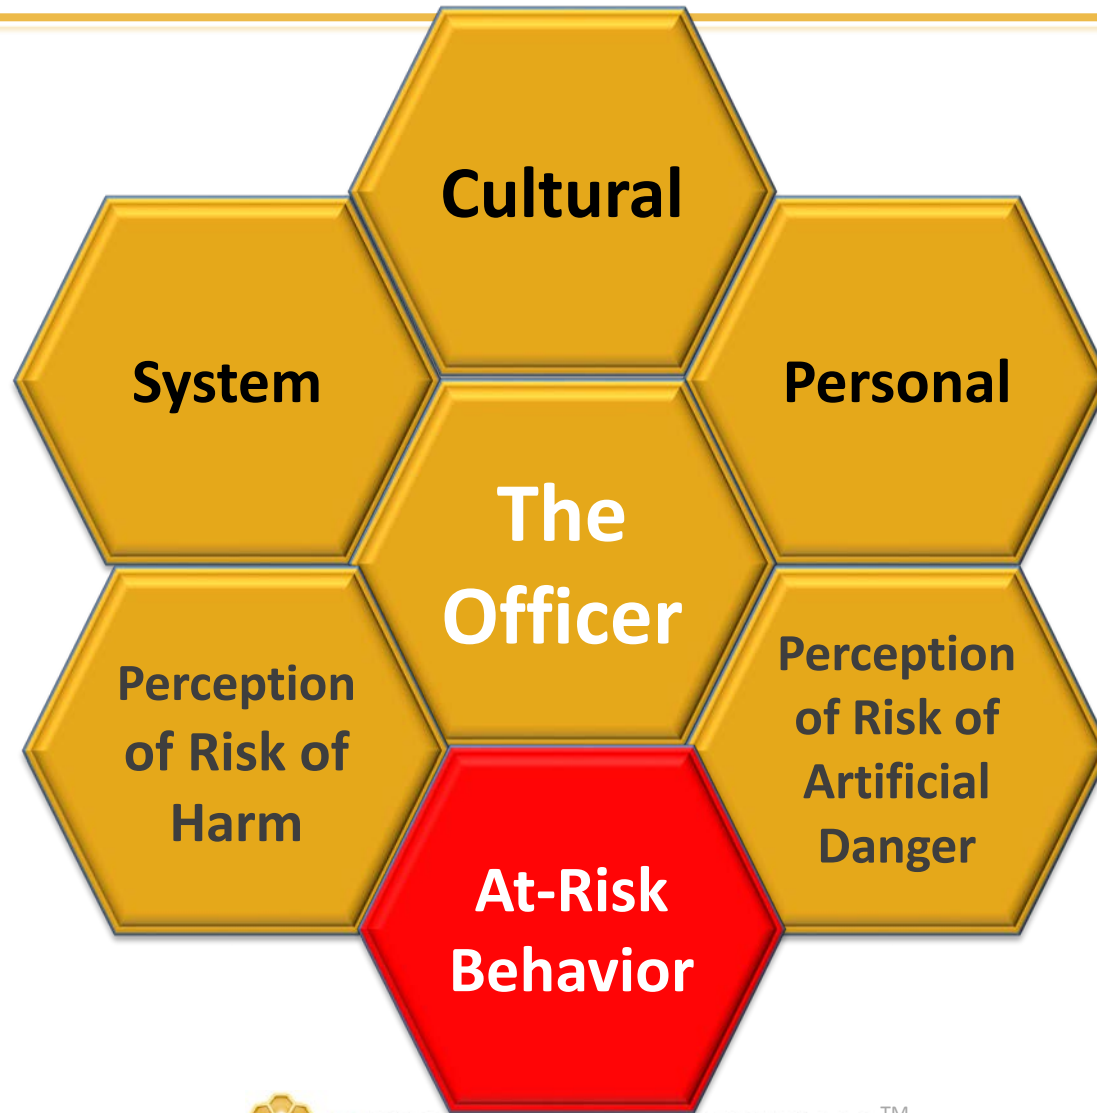 Cultural
System
Personal
The
Officer
Perception
of Risk of
Harm
Perception
of Risk of
Artificial
Danger
At-Risk
Behavior
TM